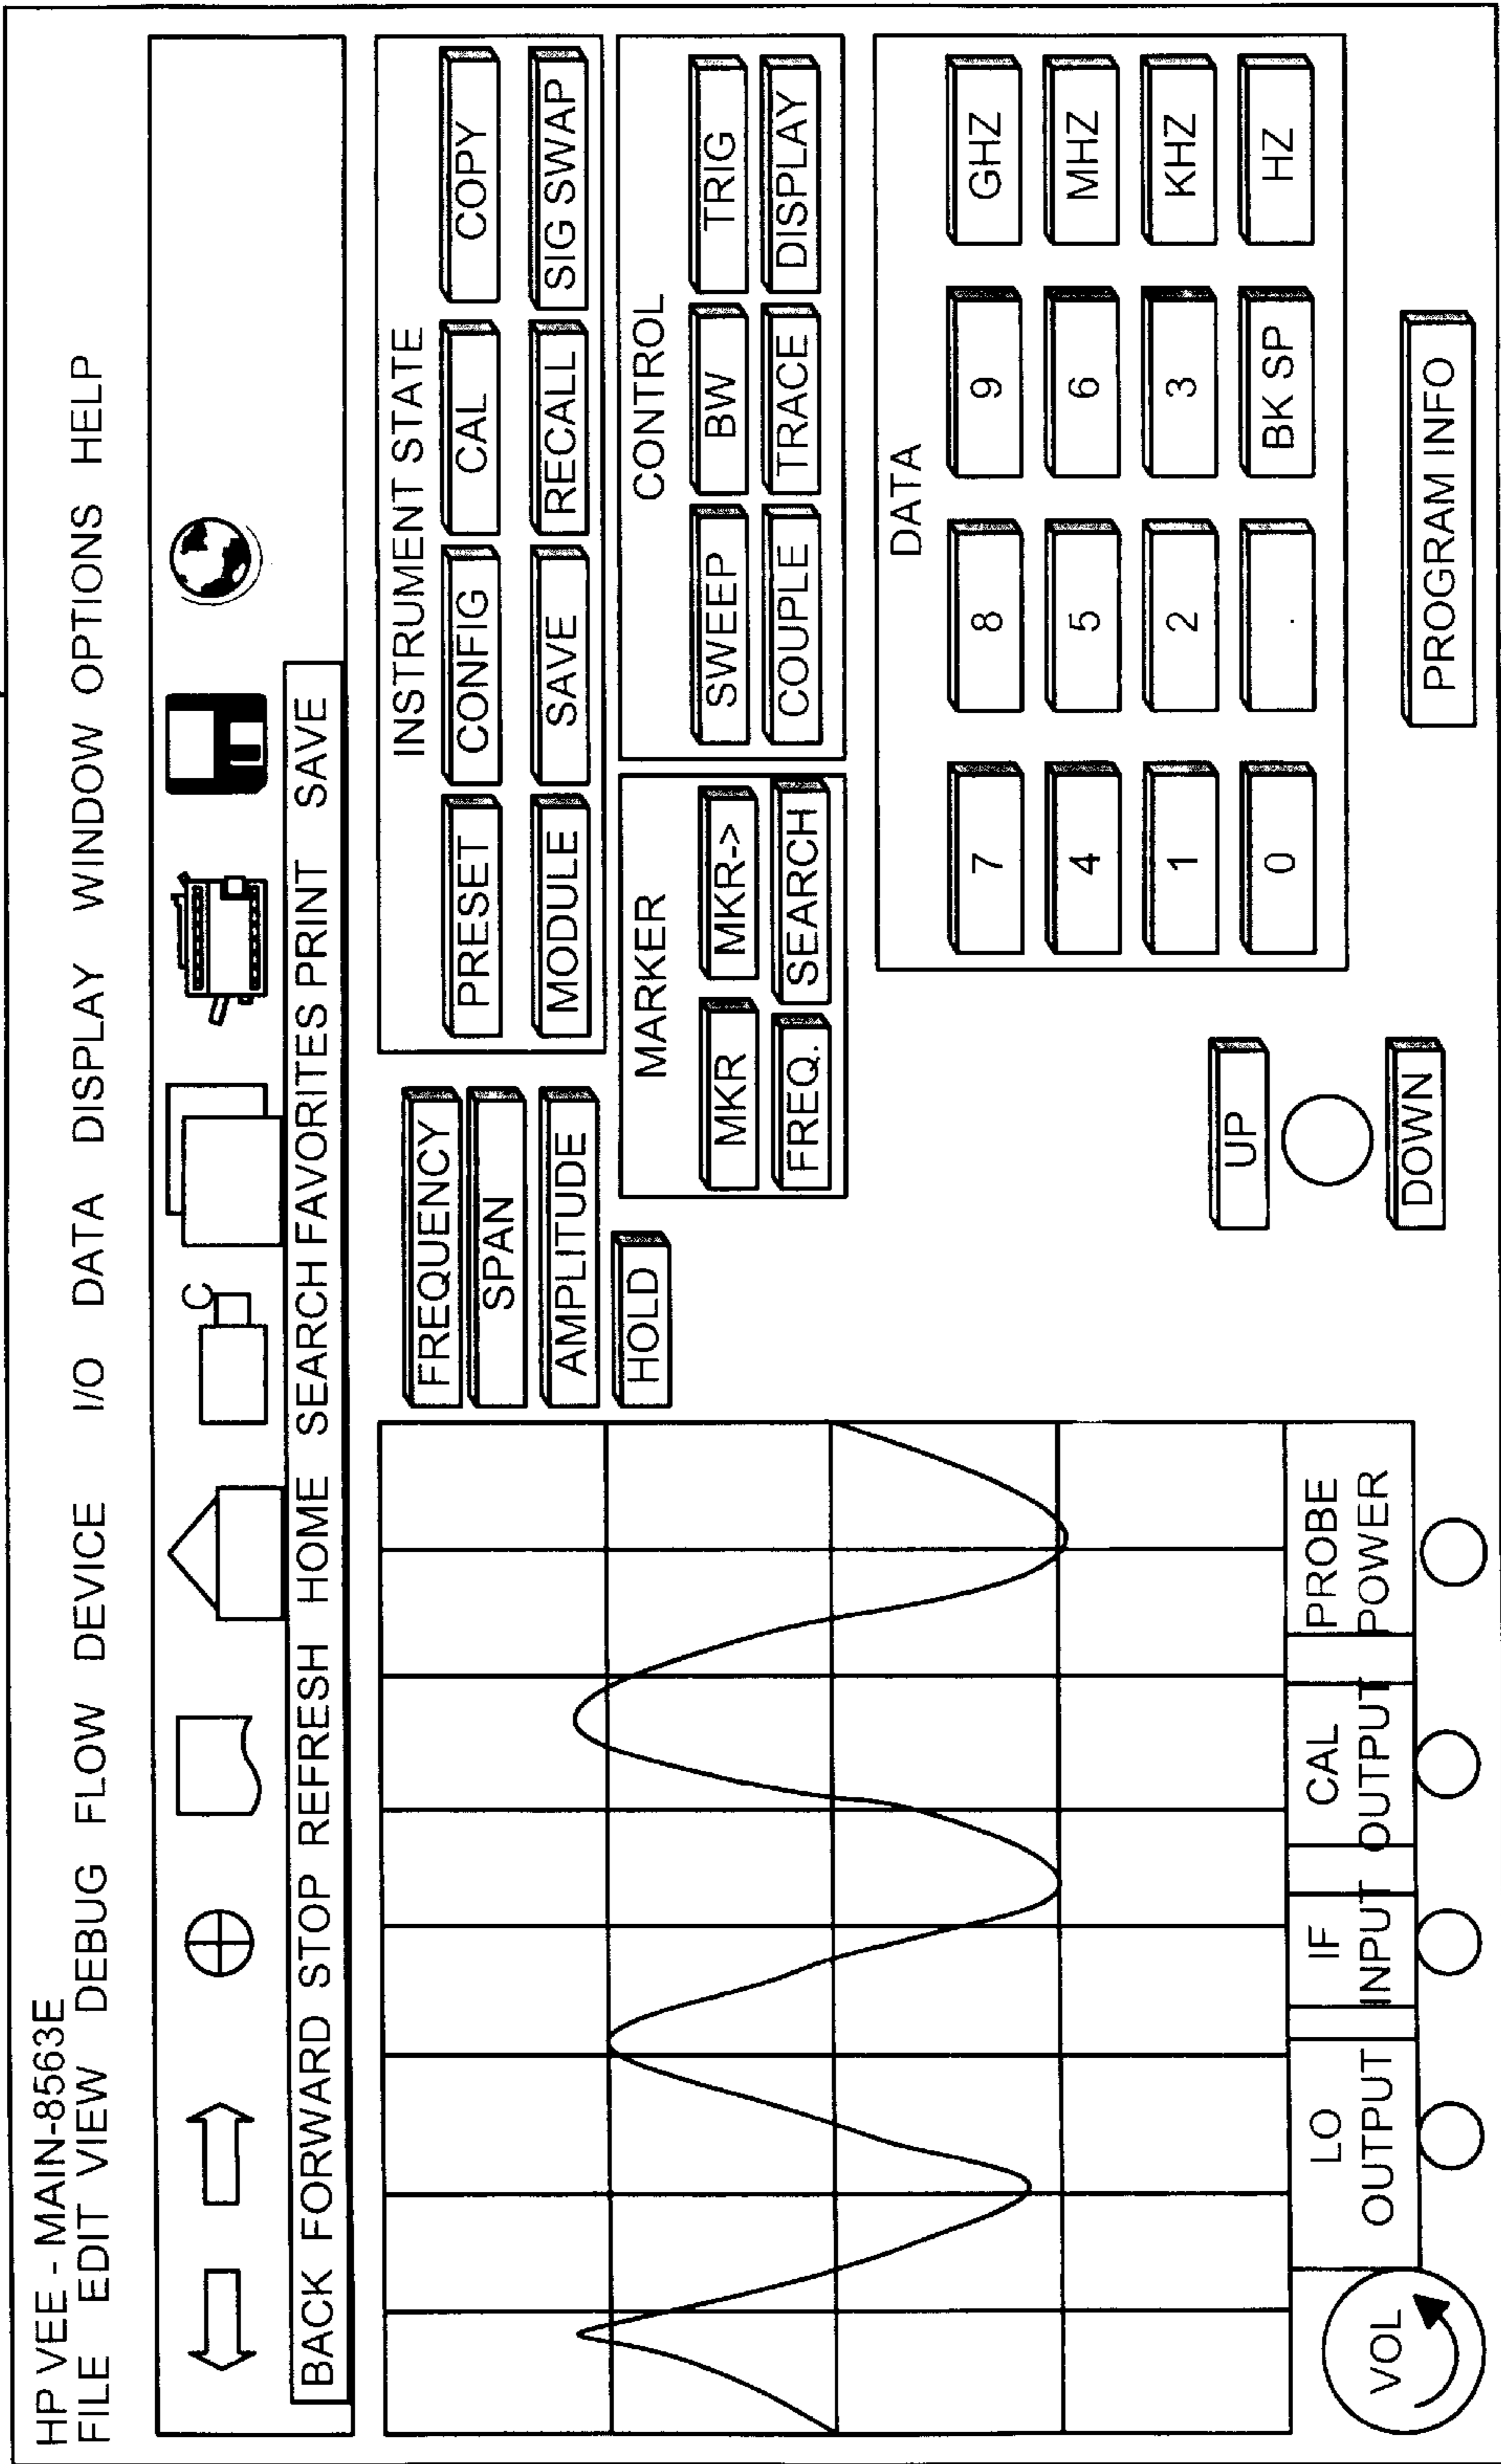 HP VEE - MAIN-8563E
FILE EDIT VIEW DEBUG FLOW DEVICE I/O DATA DISPLAY WINDOW OPTIONS HELP
C
BACK FORWARD STOP REFRESH HOME SEARCH FAVORITES PRINT SAVE
FREQUENCY
SPAN
AMPLITUDE
HOLD
INSTRUMENT STATE
PRESET CONFIG CAL COPY
MODULE SAVE RECALL SIG SWAP
MARKER
MKR MKR->
FREQ. SEARCH
CONTROL
SWEEP BW TRIG
COUPLE TRACE DISPLAY
DATA
7 8 9 GHZ
4 5 6 MHZ
1 2 3 KHZ
0 . BK SP HZ
UP
DOWN
PROGRAM INFO
VOL
LO
OUTPUT
IF
INPUT
CAL
OUTPUT
PROBE
POWER